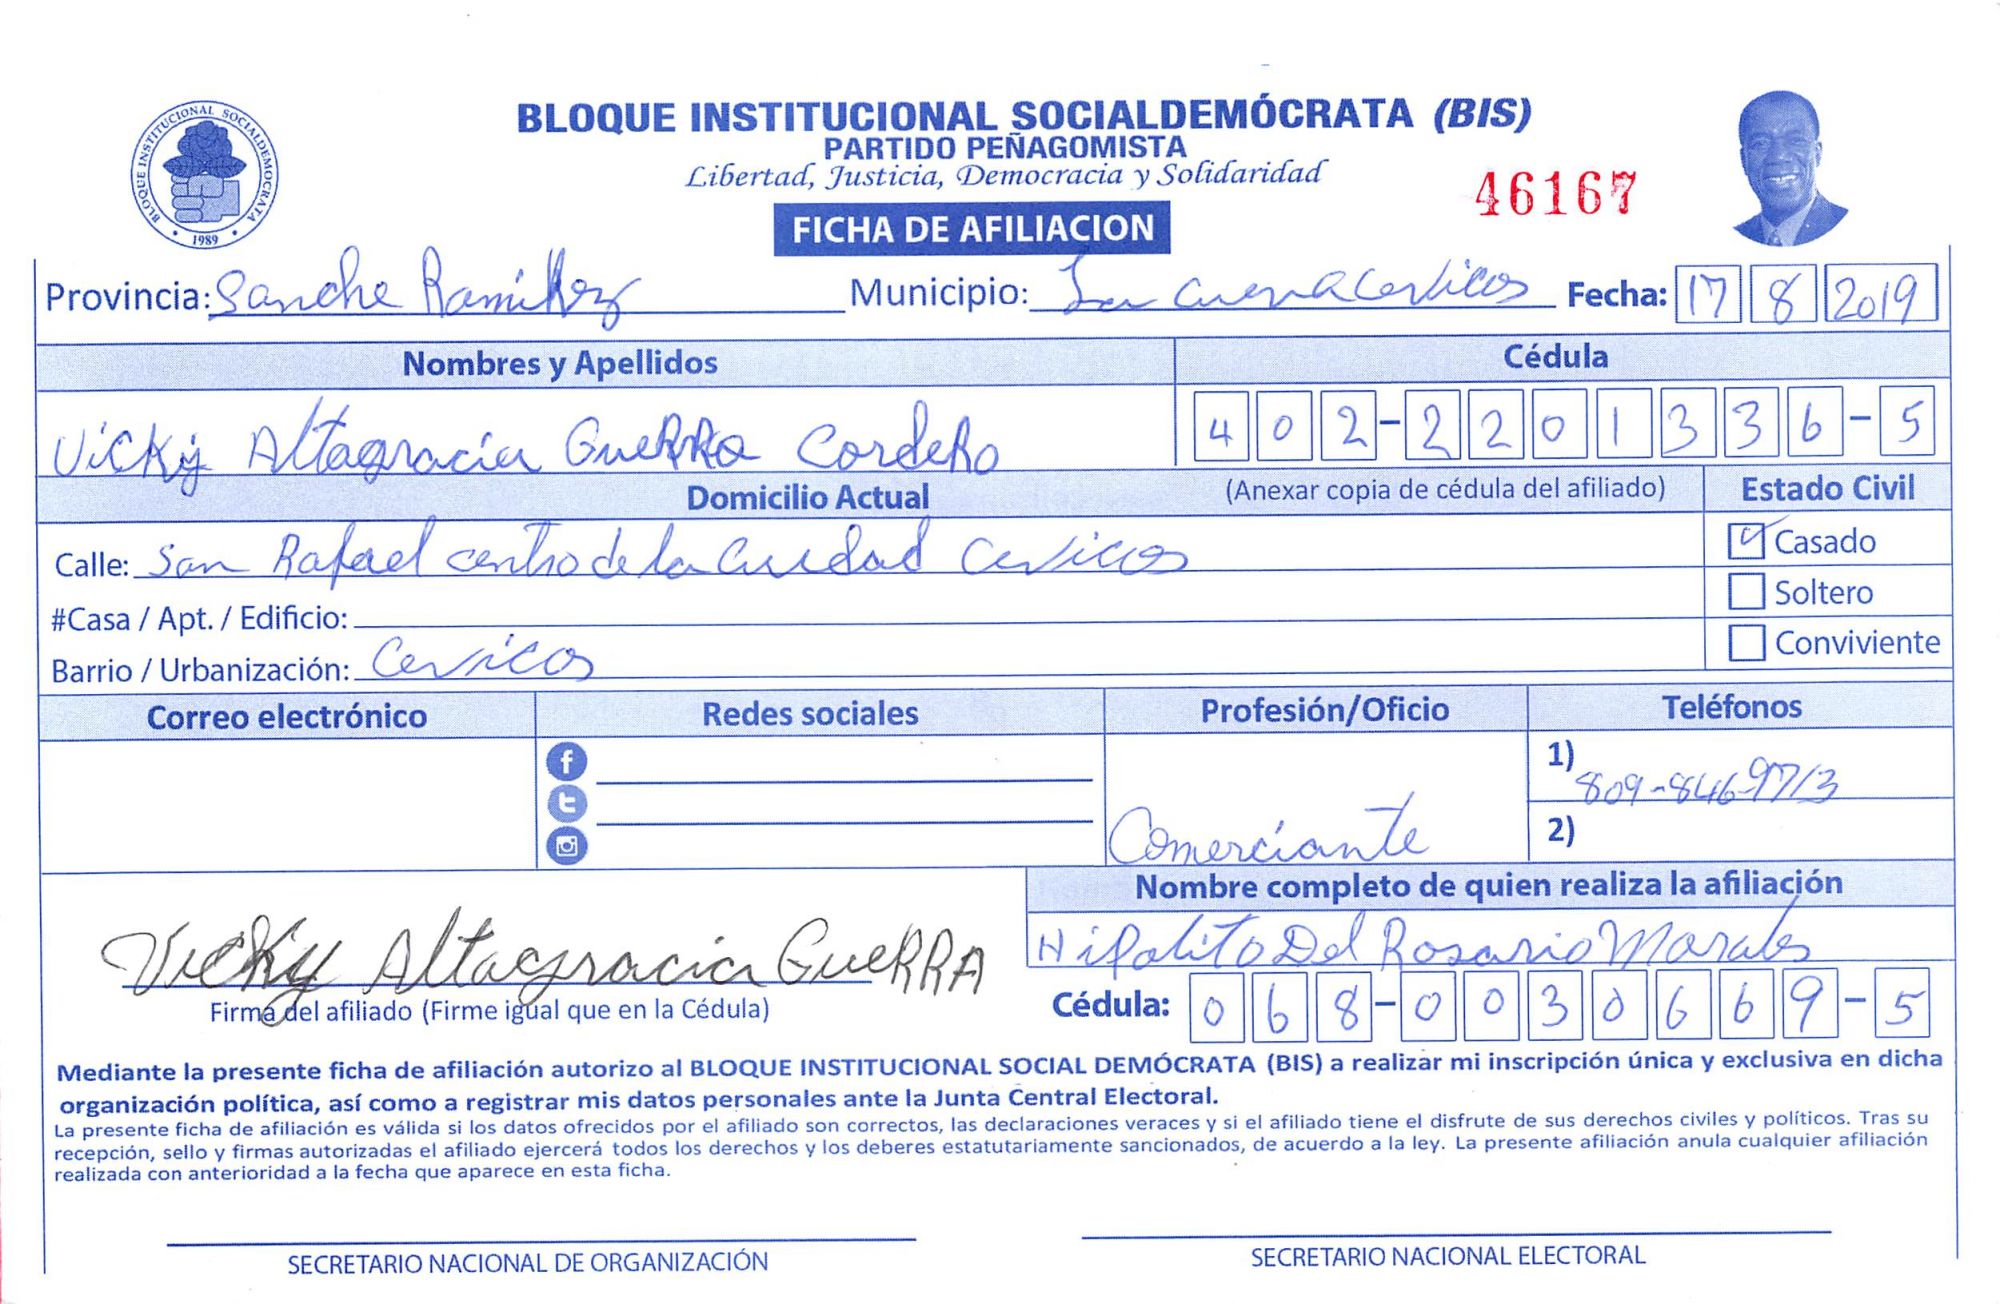 BLOQUE INSTITUCIONAL SOCIALDEMOCRATA
1989
BLOQUE INSTITUCIONAL SOCIALDEMÓCRATA (BIS)
PARTIDO PEÑAGOMISTA
Libertad, Justicia, Democracia y Solidaridad
46167
FICHA DE AFILIACION
Provincia: Sanche Ramirez Municipio: La Cueva Cevicos Fecha: 17 8 2019
Nombres y Apellidos Cédula
Vicky Altagracia Guerra Cordero 402-2201336-5
Domicilio Actual (Anexar copia de cédula del afiliado) Estado Civil
Calle: San Rafael centro de la Ciudad Cevicos Casado
#Casa / Apt. / Edificio: Soltero
Barrio / Urbanización: Cevicos Conviviente
Correo electrónico Redes sociales Profesión/Oficio Teléfonos
1) 809-846-9713
Comerciante 2)
Nombre completo de quien realiza la afiliación
Vicky Altagracia Guerra Hipolito Del Rosario Morales
Firma del afiliado (Firme igual que en la Cédula) Cédula: 068-0030669-5
Mediante la presente ficha de afiliación autorizo al BLOQUE INSTITUCIONAL SOCIAL DEMÓCRATA (BIS) a realizar mi inscripción única y exclusiva en dicha
organización política, así como a registrar mis datos personales ante la Junta Central Electoral.
La presente ficha de afiliación es válida si los datos ofrecidos por el afiliado son correctos, las declaraciones veraces y si el afiliado tiene el disfrute de sus derechos civiles y políticos. Tras su
recepción, sello y firmas autorizadas el afiliado ejercerá todos los derechos y los deberes estatutariamente sancionados, de acuerdo a la ley. La presente afiliación anula cualquier afiliación
realizada con anterioridad a la fecha que aparece en esta ficha.
SECRETARIO NACIONAL DE ORGANIZACIÓN SECRETARIO NACIONAL ELECTORAL